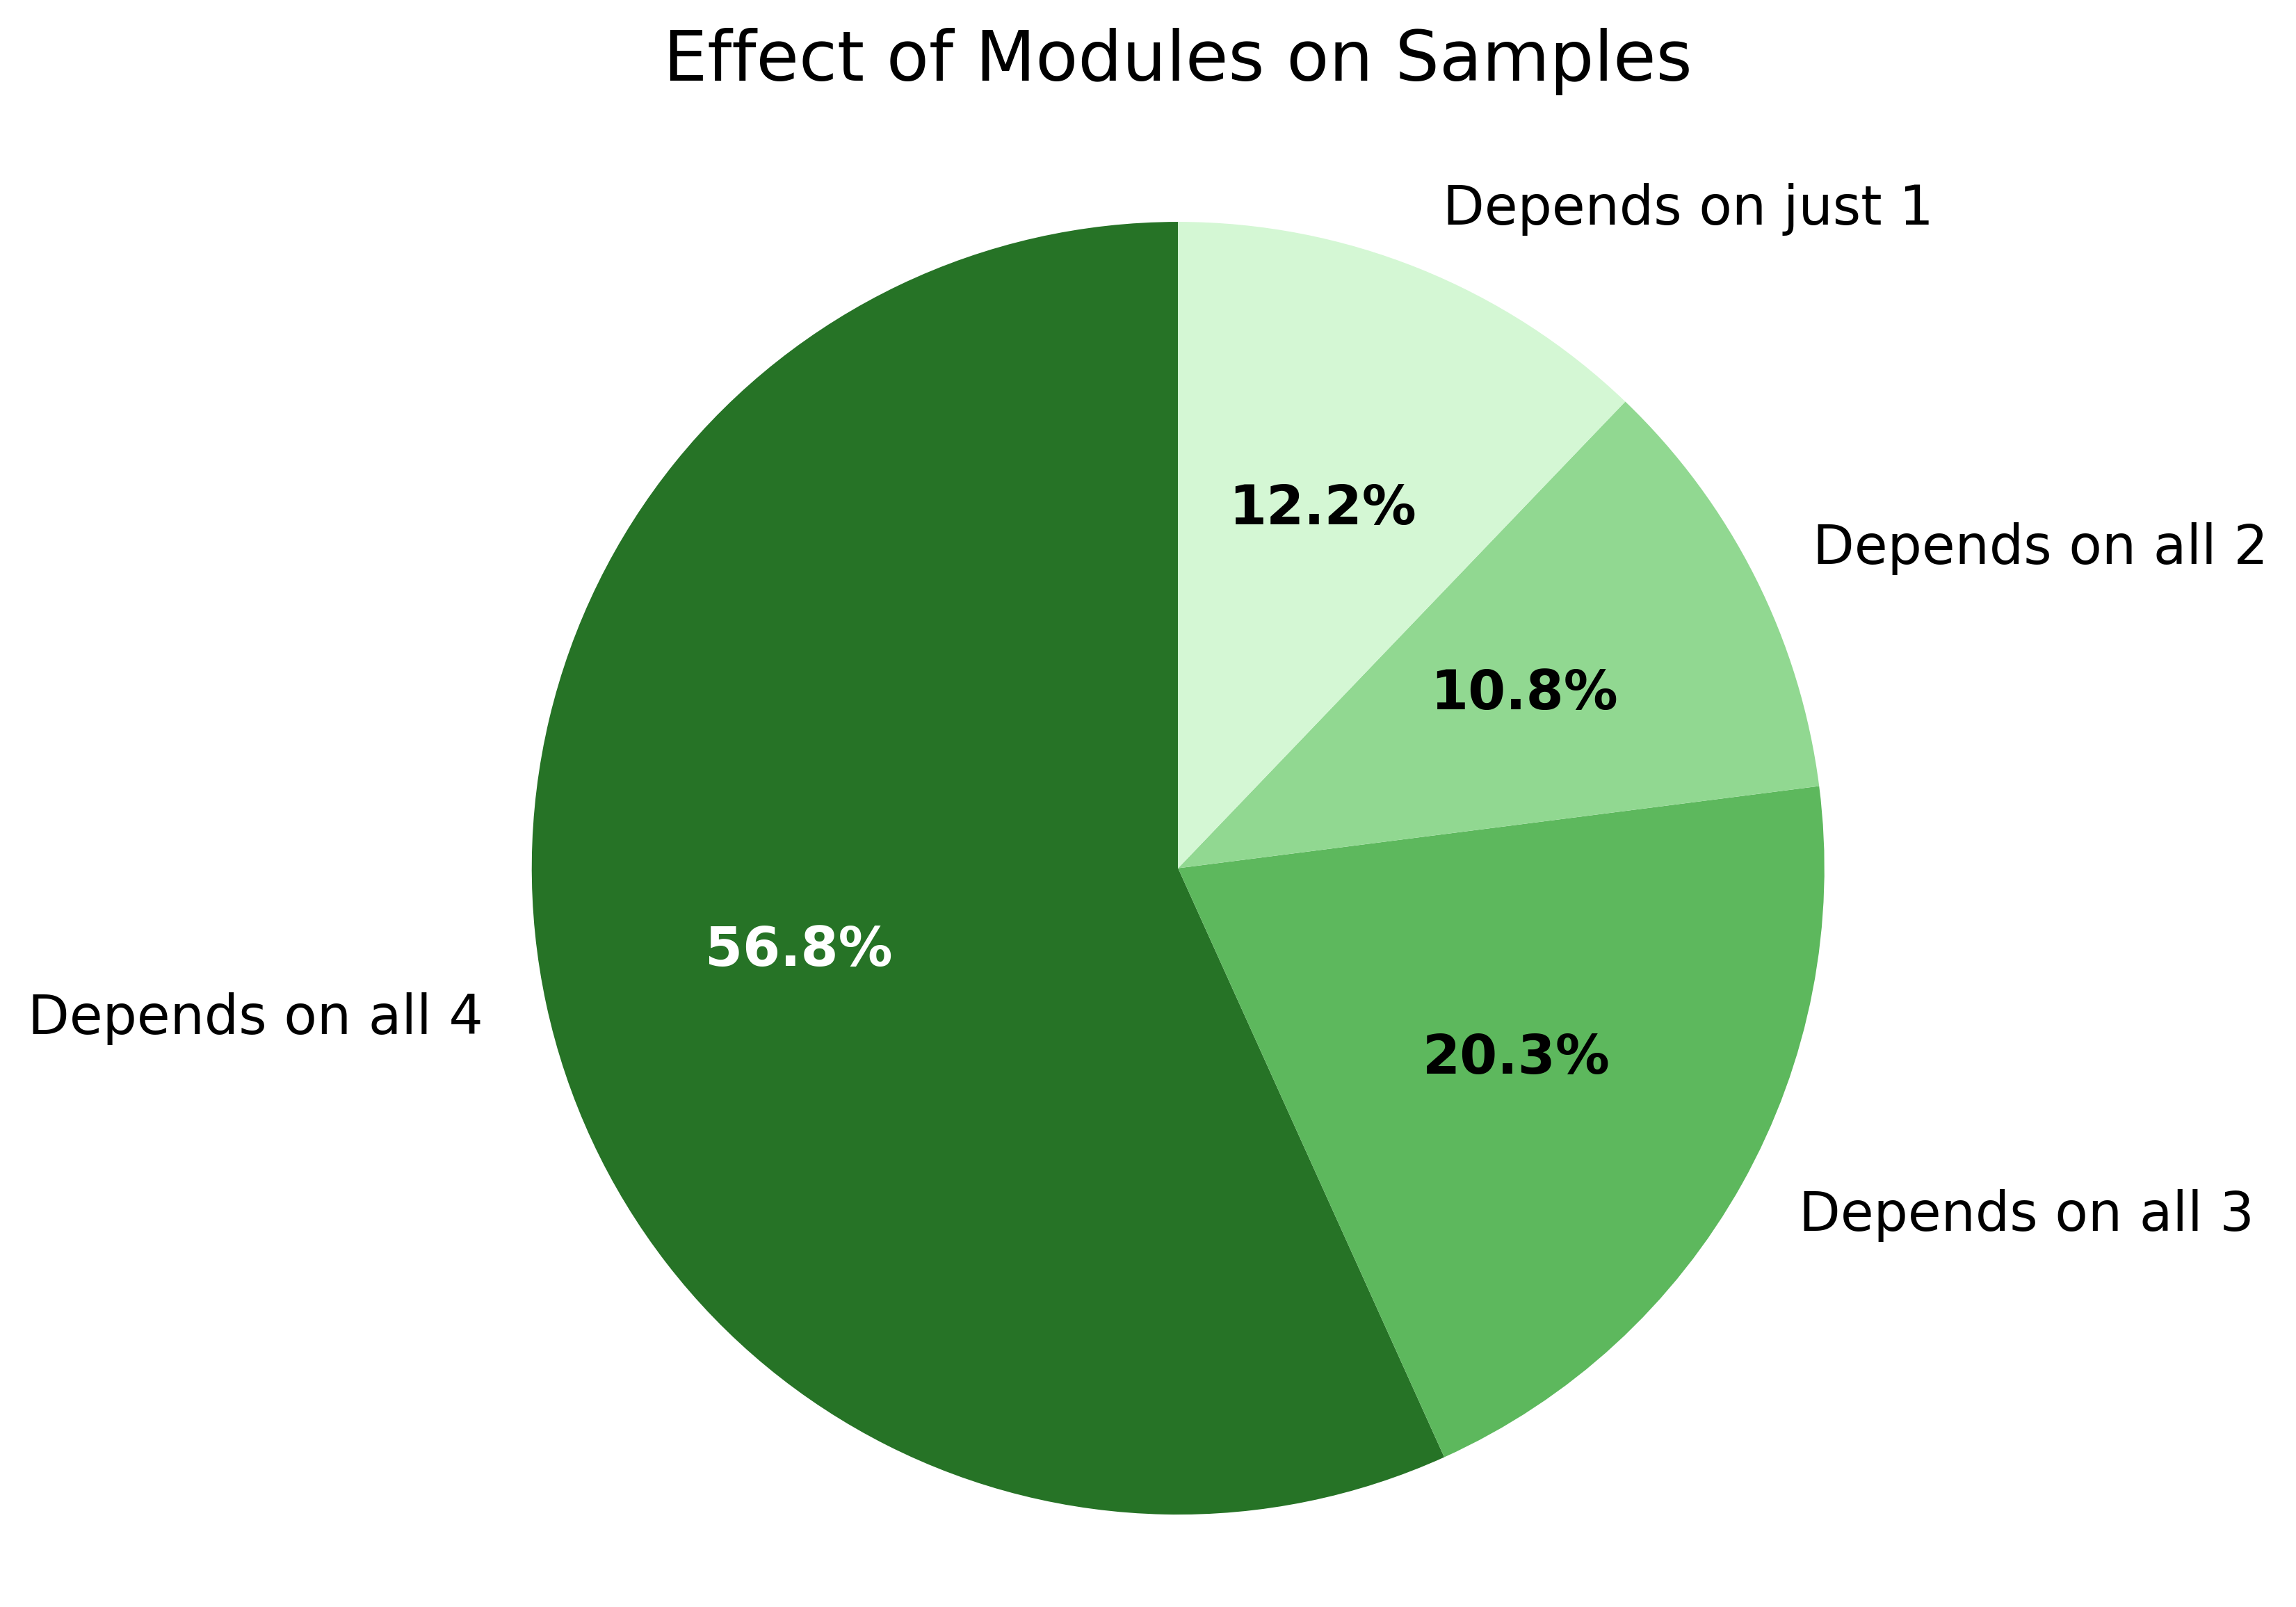 Effect of Modules on Samples
Depends on just 1
12.2%
Depends on all 2
10.8%
56.8%
Depends on all 4
20.3%
Depends on all 3